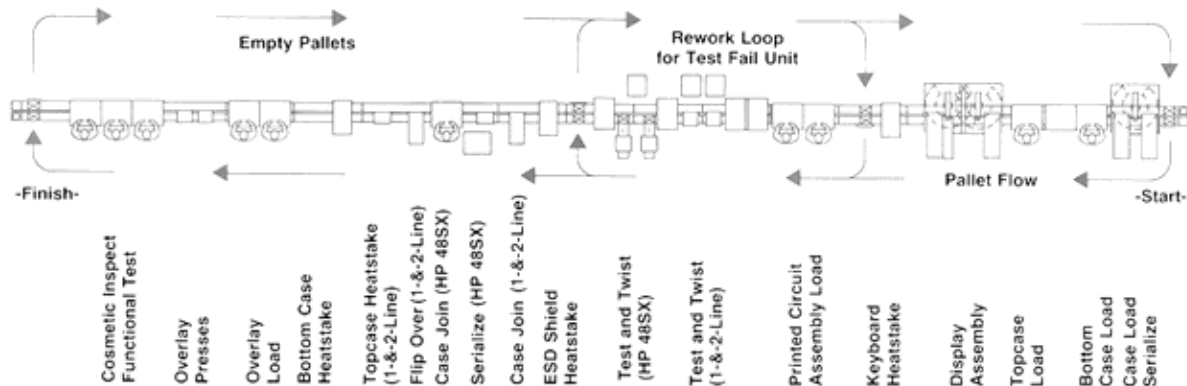 Empty Pallets
Rework Loop
for Test Fail Unit
-Finish-
Pallet Flow
-Start-
Cosmetic Inspect
Functional Test
Overlay
Presses
Overlay
Load
Bottom Case
Heatstake
Topcase Heatstake
(1-&-2-Line)
Flip Over (1-&-2-Line)
Case Join (HP 48SX)
Serialize (HP 48SX)
Case Join (1-&-2-Line)
ESD Shield
Heatstake
Test and Twist
(HP 48SX)
Test and Twist
(1-&-2-Line)
Printed Circuit
Assembly Load
Keyboard
Heatstake
Display
Assembly
Topcase
Load
Bottom
Case Load
Case Load
Serialize